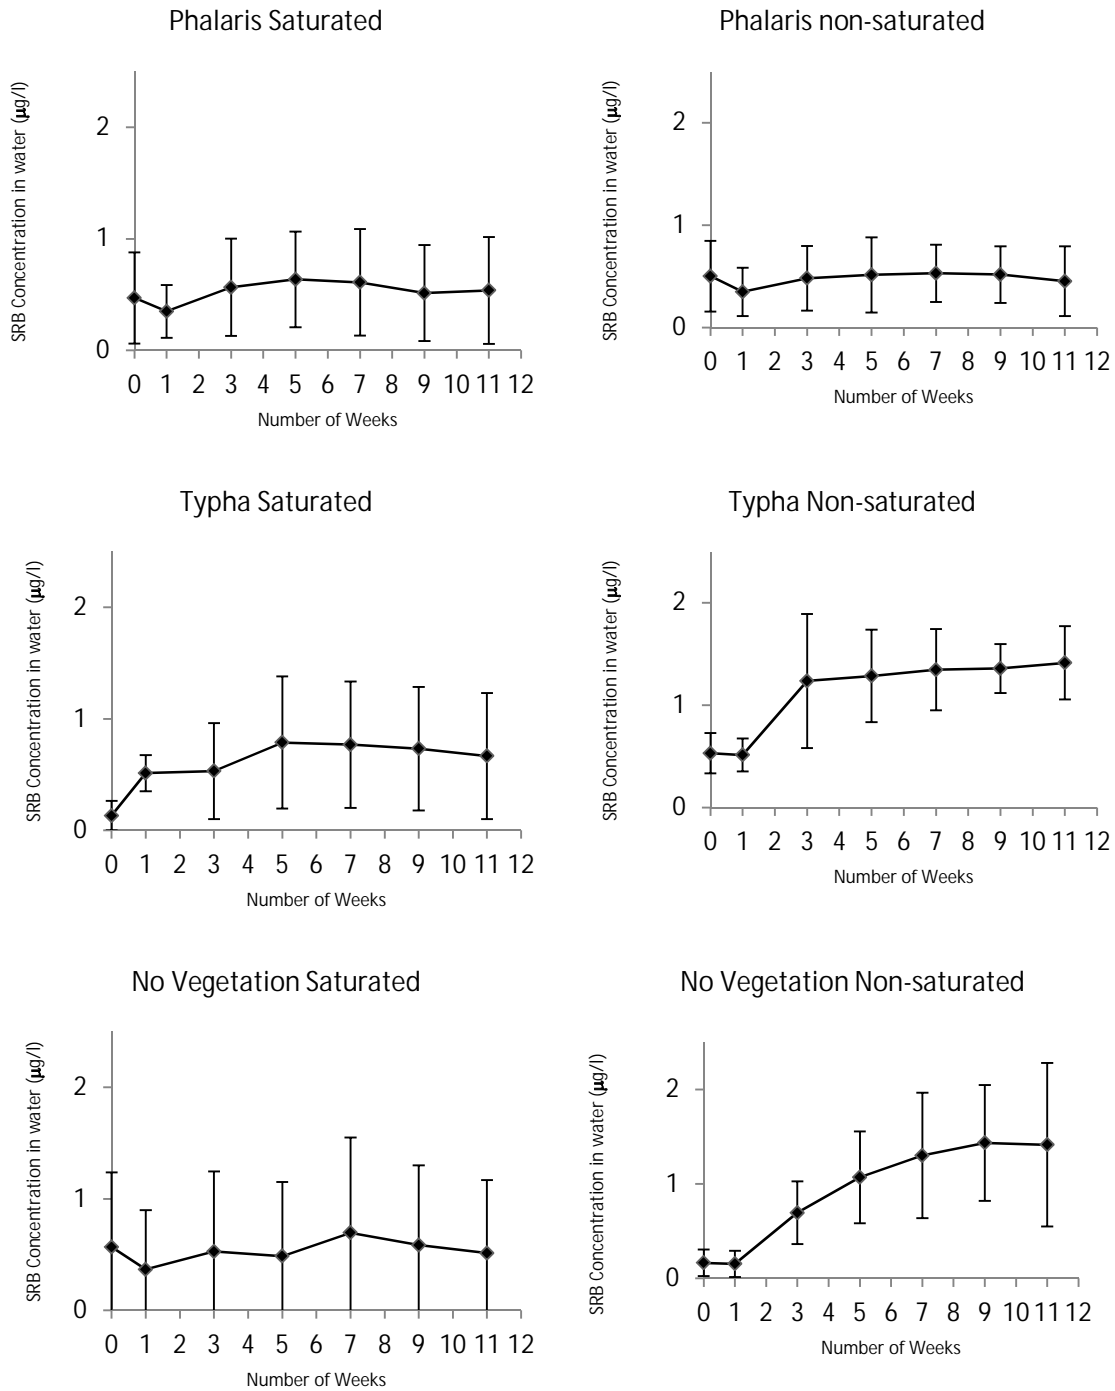 Phalaris Saturated
SRB Concentration in water (µg/l)
2
1
0
0 1 2 3 4 5 6 7 8 9 10 11 12
Number of Weeks
Phalaris non-saturated
SRB Concentration in water (µg/l)
2
1
0
0 1 2 3 4 5 6 7 8 9 10 11 12
Number of Weeks
Typha Saturated
SRB Concentration in water (µg/l)
2
1
0
0 1 2 3 4 5 6 7 8 9 10 11 12
Number of Weeks
Typha Non-saturated
SRB Concentration in water (µg/l)
2
1
0
0 1 2 3 4 5 6 7 8 9 10 11 12
Number of Weeks
No Vegetation Saturated
SRB Concentration in water (µg/l)
2
1
0
0 1 2 3 4 5 6 7 8 9 10 11 12
Number of Weeks
No Vegetation Non-saturated
SRB Concentration in water (µg/l)
2
1
0
0 1 2 3 4 5 6 7 8 9 10 11 12
Number of Weeks